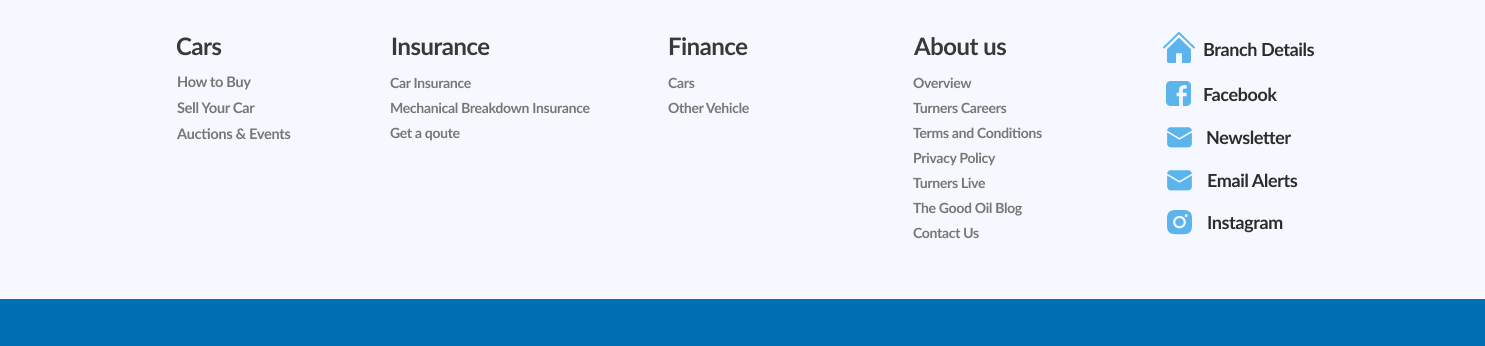 Cars
How to Buy
Sell Your Car
Auctions & Events
Insurance
Car Insurance
Mechanical Breakdown Insurance
Get a qoute
Finance
Cars
Other Vehicle
About us
Overview
Turners Careers
Terms and Conditions
Privacy Policy
Turners Live
The Good Oil Blog
Contact Us
Branch Details
Facebook
Newsletter
Email Alerts
Instagram